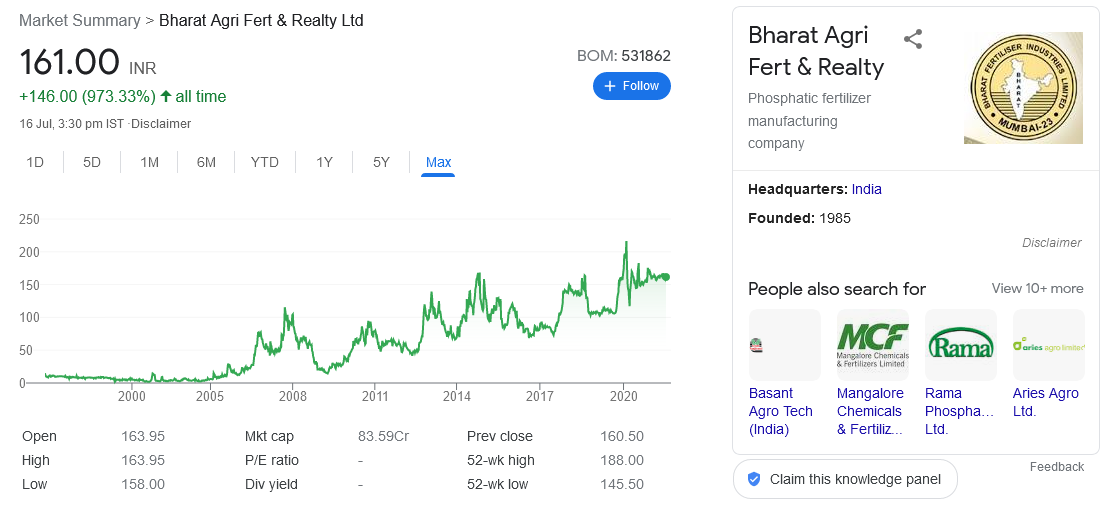 Market Summary > Bharat Agri Fert & Realty Ltd
161.00 INR
BOM: 531862
+146.00 (973.33%) ↑ all time
+ Follow
16 Jul, 3:30 pm IST ·Disclaimer
1D 5D 1M 6M YTD 1Y 5Y Max
250
200
150
100
50
0
2000 2005 2008 2011 2014 2017 2020
Open 163.95 Mkt cap 83.59Cr Prev close 160.50
High 163.95 P/E ratio - 52-wk high 188.00
Low 158.00 Div yield - 52-wk low 145.50
Bharat Agri
Fert & Realty
Phosphatic fertilizer
manufacturing
company
BHARAT FERTILISER INDUSTRIES LIMITED
BHARAT
MUMBAI-23
Headquarters: India
Founded: 1985
Disclaimer
People also search for View 10+ more
MCF
Mangalore Chemicals
& Fertilizers Limited
Rama
aries agro limited
Basant
Agro Tech
(India)
Mangalore
Chemicals
& Fertiliz...
Rama
Phospha...
Ltd.
Aries Agro
Ltd.
Feedback
Claim this knowledge panel